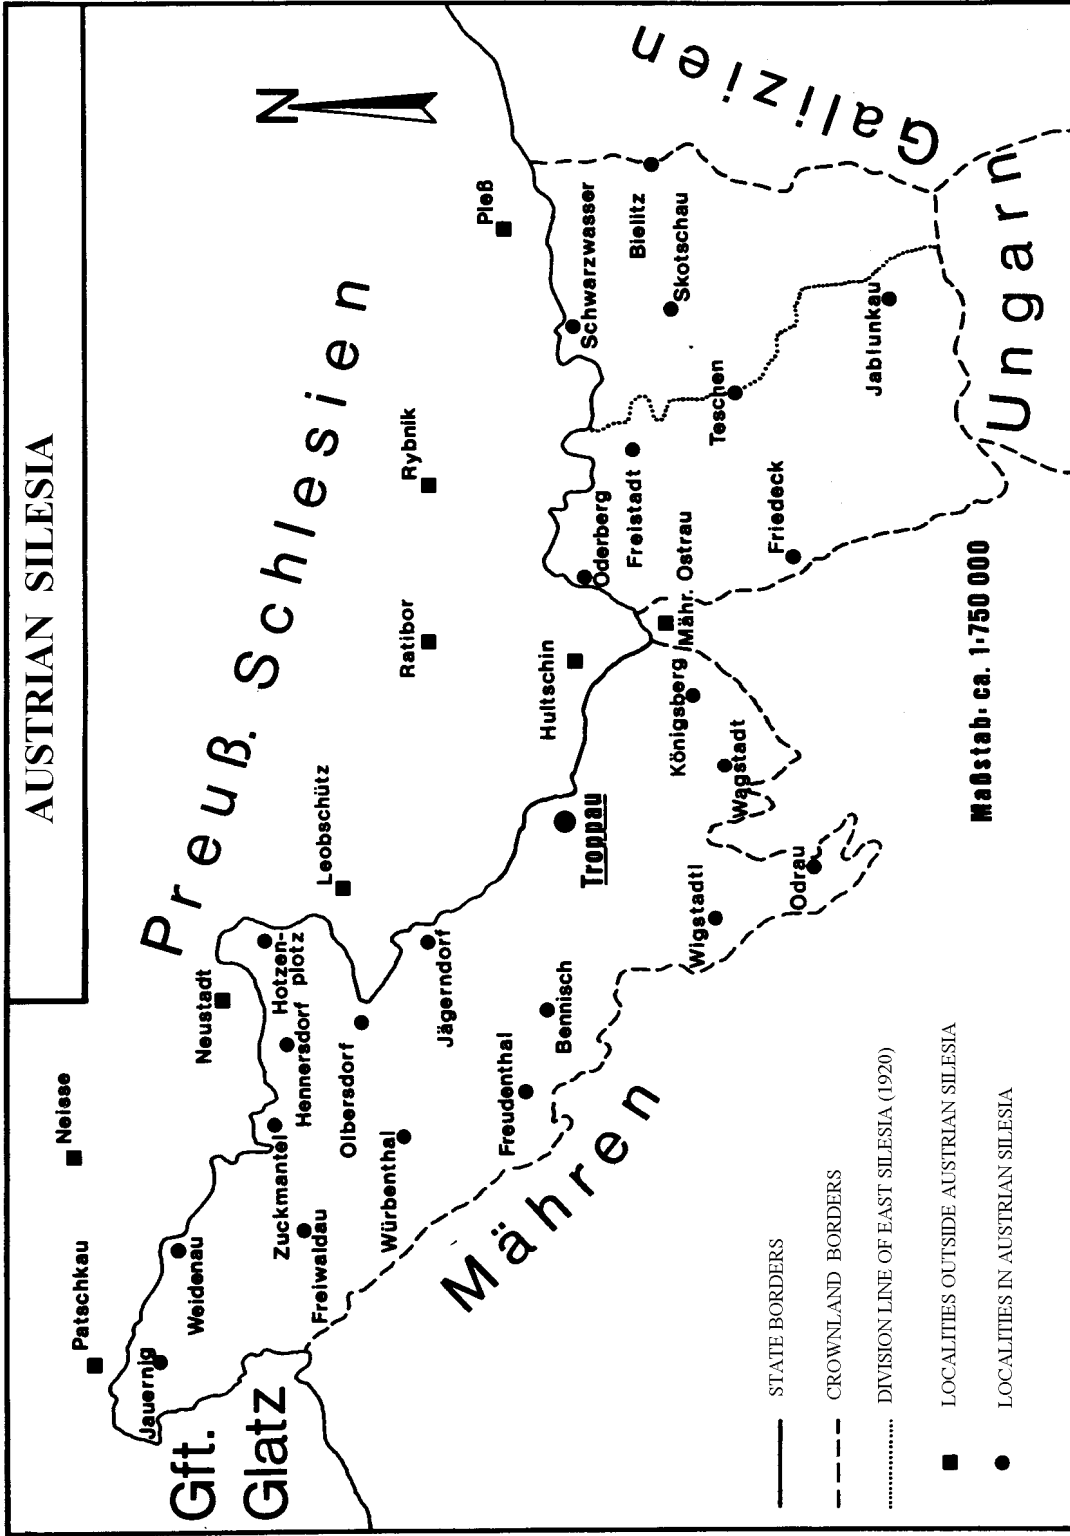 AUSTRIAN SILESIA
N
Preuß. Schlesien
Galizien
Ungarn
Mähren
Gft.
Glatz
Patschkau
Neiese
Neustadt
Leobschütz
Ratibor
Rybnik
Pleß
Hultschin
Mähr. Ostrau
Jauernig
Weidenau
Zuckmantel
Freiwaldau
Hennersdorf
Hotzen-
plotz
Olbersdorf
Würbenthal
Jägerndorf
Freudenthal
Bennisch
Troppau
Wigstadtl
Odrau
Wagstadt
Königsberg
Oderberg
Freistadt
Friedeck
Teschen
Jablunkau
Schwarzwasser
Skotschau
Bielitz
Maßstab: ca. 1:750 000
STATE BORDERS
CROWNLAND BORDERS
DIVISION LINE OF EAST SILESIA (1920)
LOCALITIES OUTSIDE AUSTRIAN SILESIA
LOCALITIES IN AUSTRIAN SILESIA